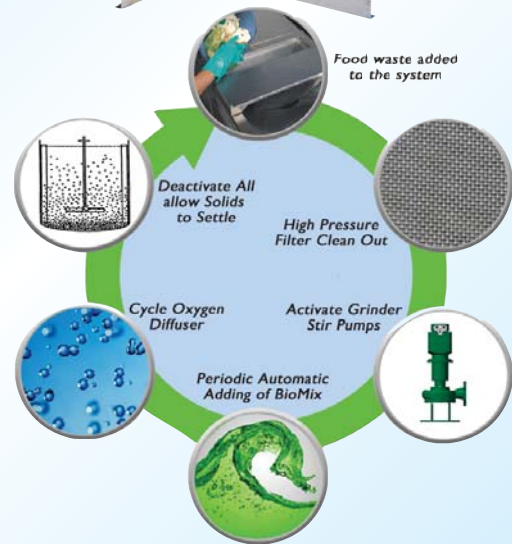 Food waste added
to the system
Deactivate All
allow Solids
to Settle
High Pressure
Filter Clean Out
Cycle Oxygen
Diffuser
Activate Grinder
Stir Pumps
Periodic Automatic
Adding of BioMix